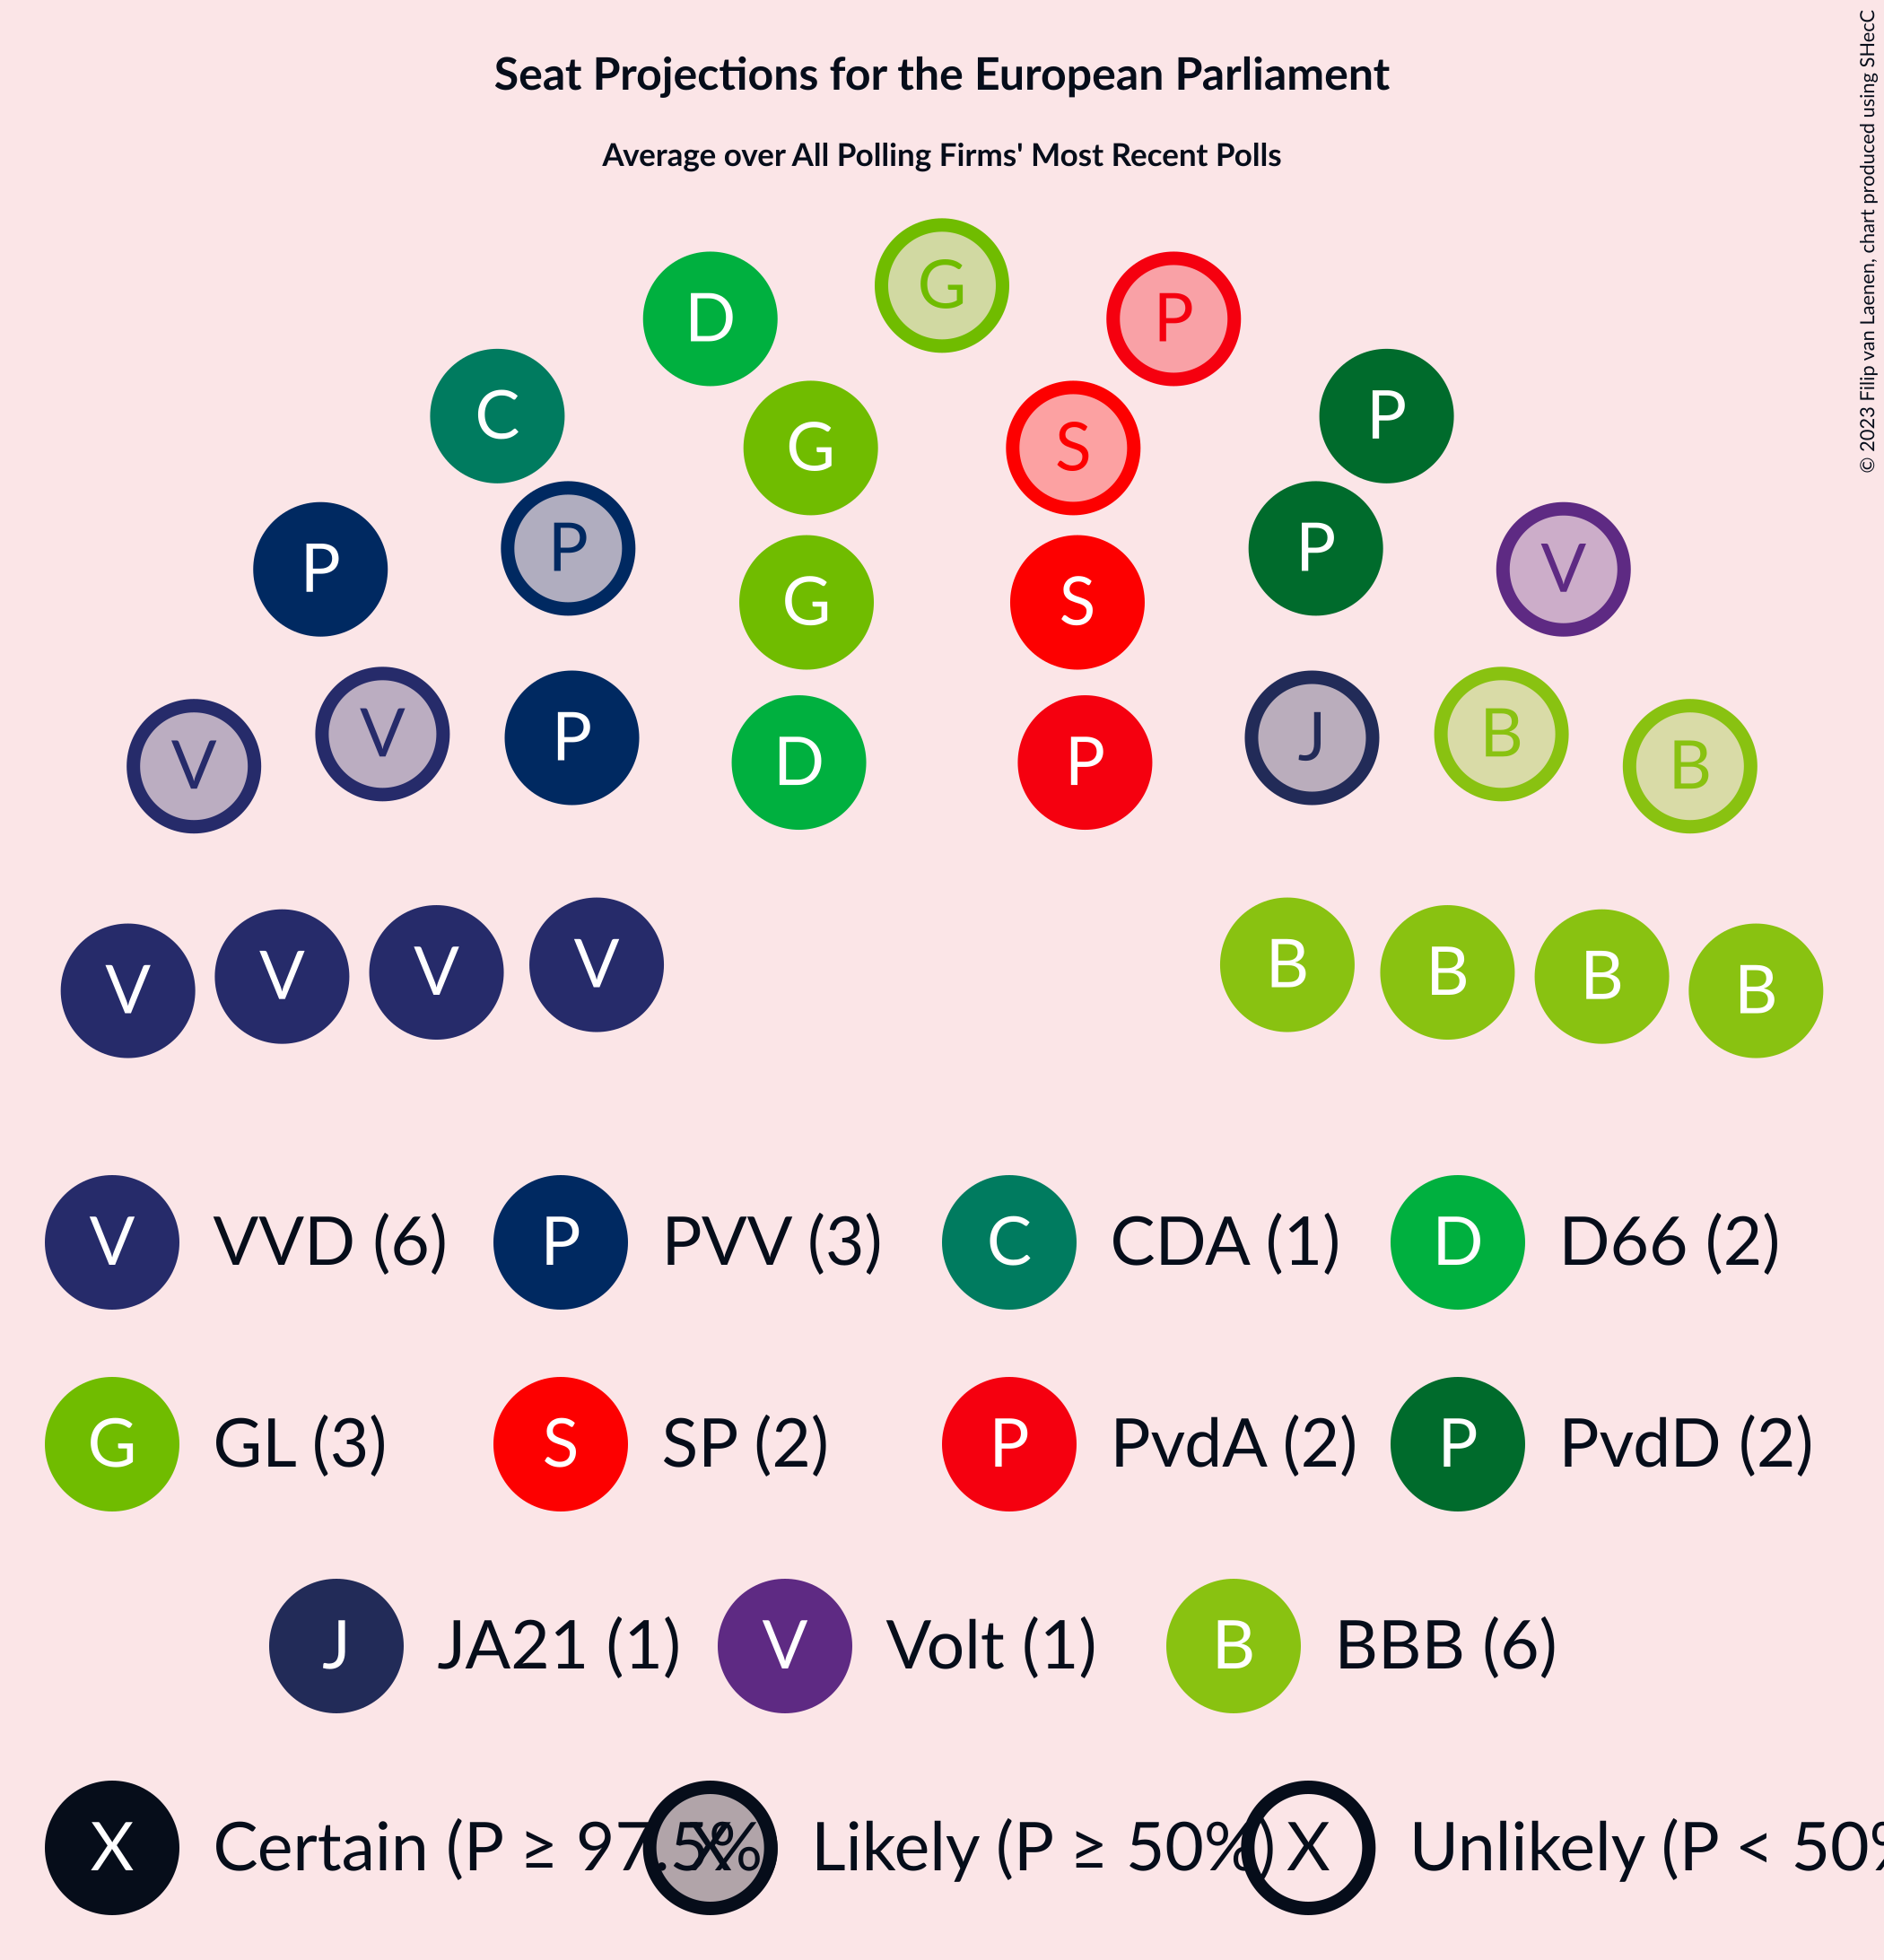 Seat Projections for the European Parliament
Average over All Polling Firms' Most Recent Polls
© 2023 Filip van Laenen, chart produced using SHecC
G
D P
C P
G S
P P
P V
G S
V V P D P J B B
V V V V B B B B
V VVD (6) P PVV (3) C CDA (1) D D66 (2)
G GL (3) S SP (2) P PvdA (2) P PvdD (2)
J JA21 (1) V Volt (1) B BBB (6)
X Certain (P ≥ 97.5% X Likely (P ≥ 50%) X Unlikely (P < 50%